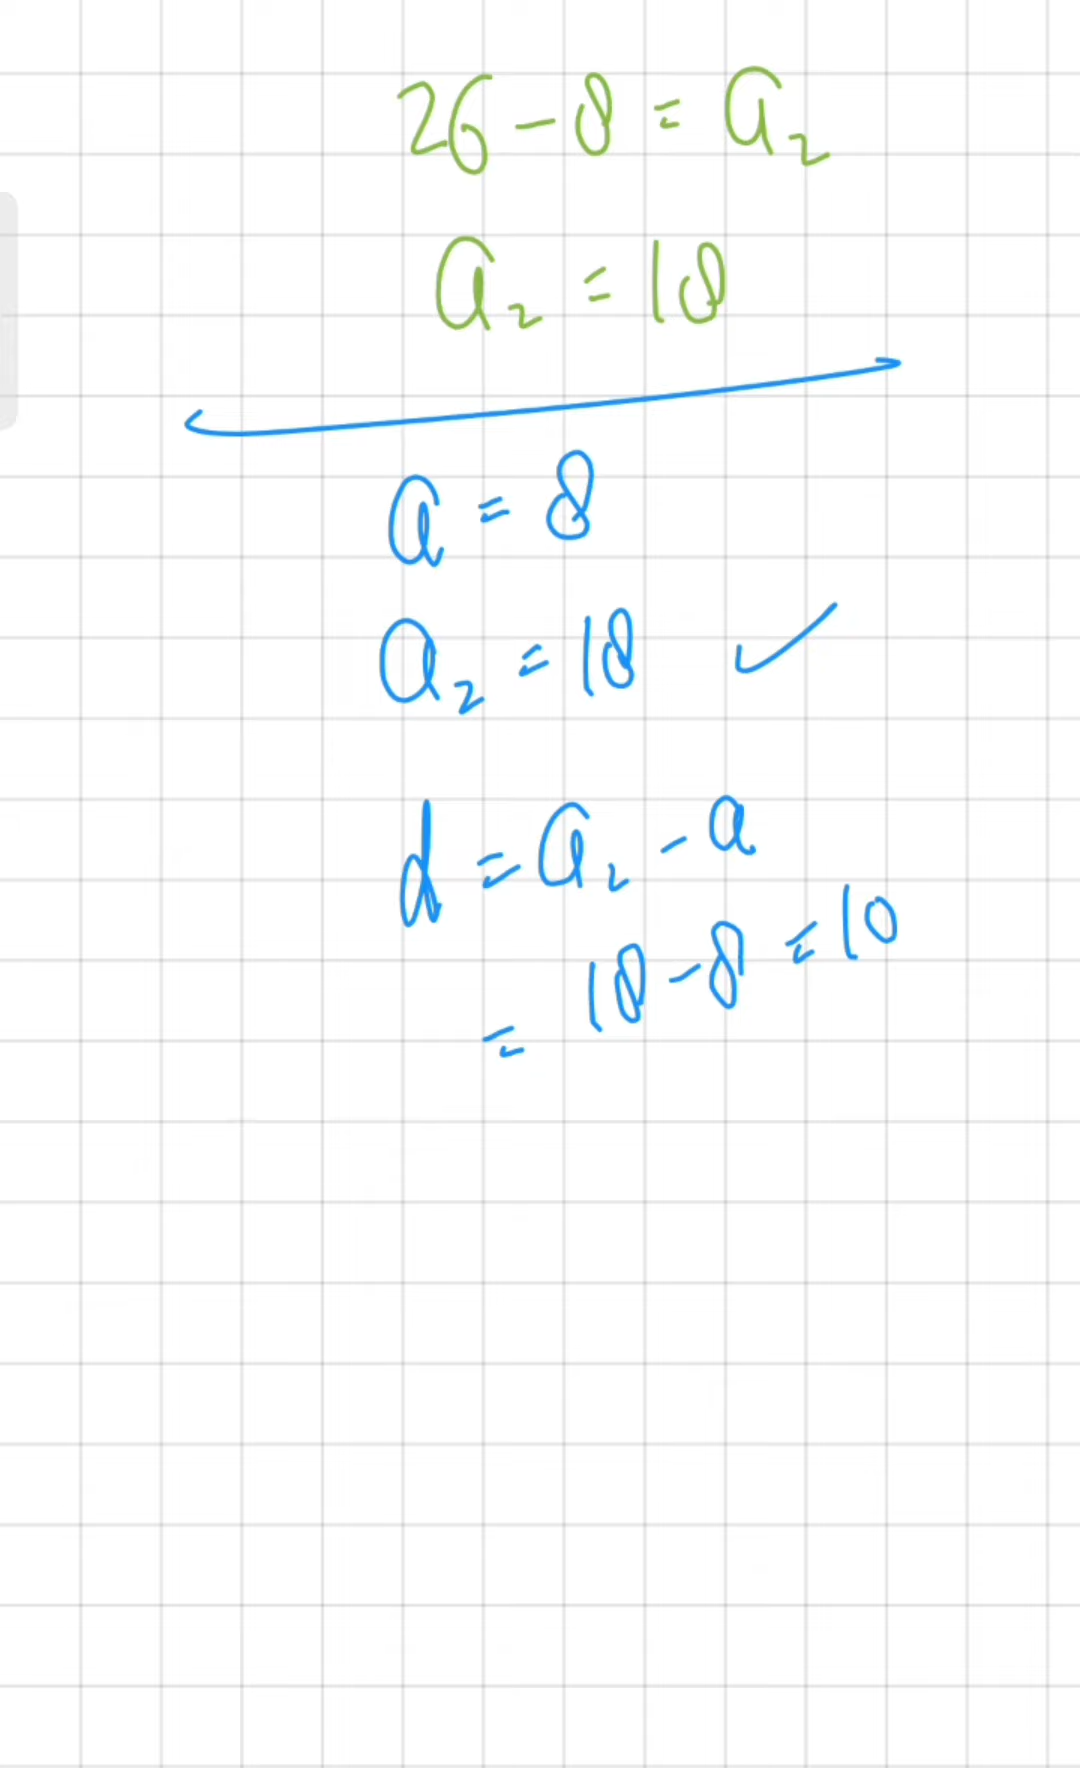 26 - 8 = a₂
a₂ = 18
a = 8
a₂ = 18 ✓
d = a₂ - a
= 18 - 8 = 10